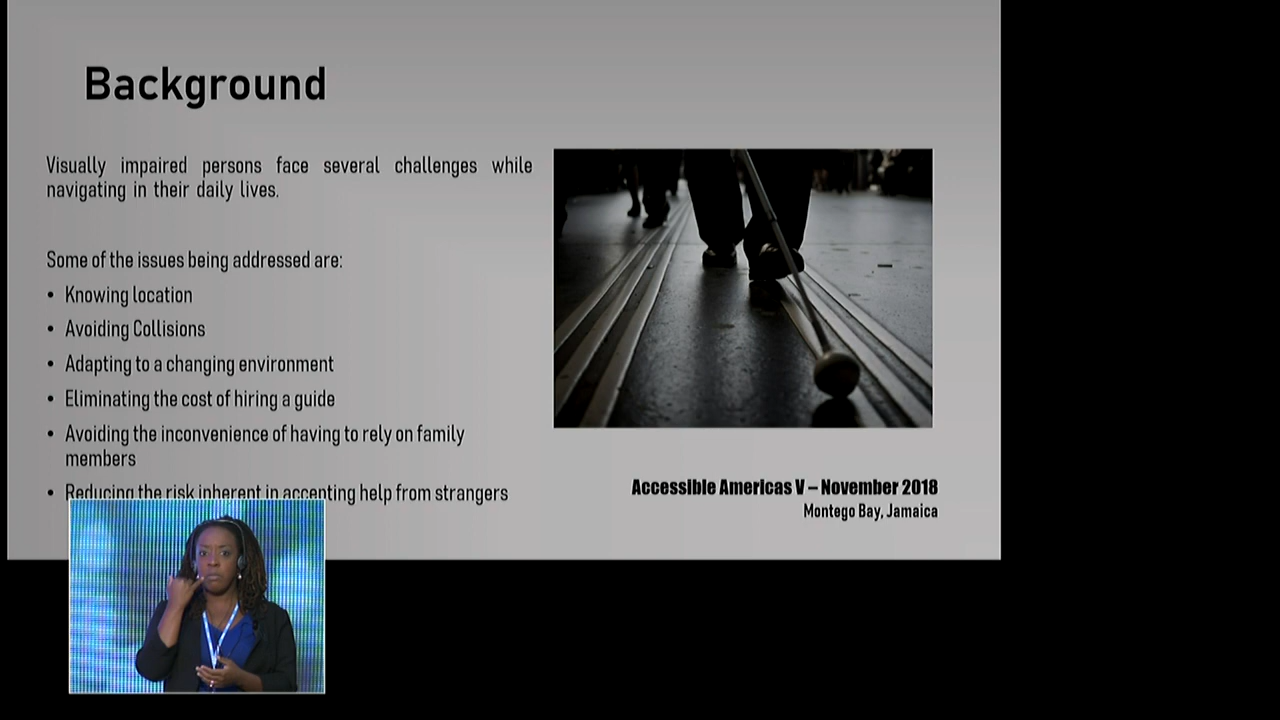 Background
Visually impaired persons face several challenges while
navigating in their daily lives.
Some of the issues being addressed are:
• Knowing location
• Avoiding Collisions
• Adapting to a changing environment
• Eliminating the cost of hiring a guide
• Avoiding the inconvenience of having to rely on family
members
• Reducing the risk inherent in accepting help from strangers
Accessible Americas V – November 2018
Montego Bay, Jamaica